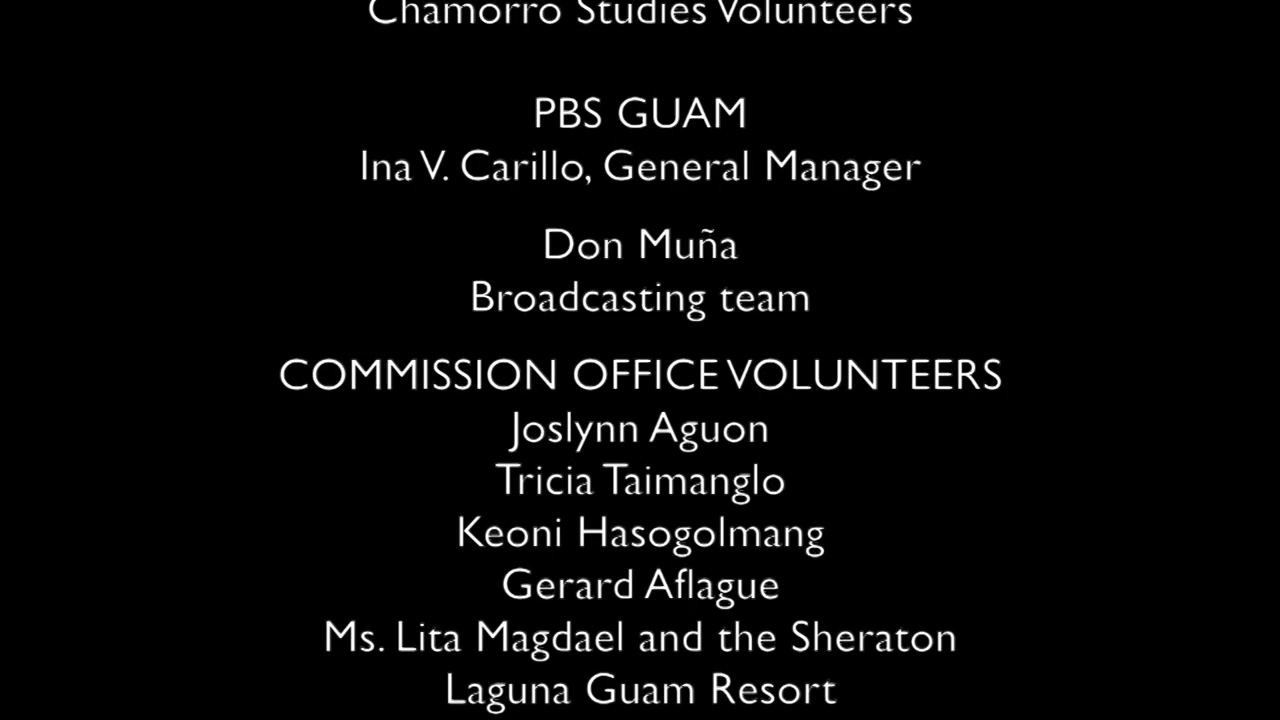 Chamorro Studies Volunteers
PBS GUAM
Ina V. Carillo, General Manager
Don Muña
Broadcasting team
COMMISSION OFFICE VOLUNTEERS
Joslynn Aguon
Tricia Taimanglo
Keoni Hasogolmang
Gerard Aflague
Ms. Lita Magdael and the Sheraton
Laguna Guam Resort